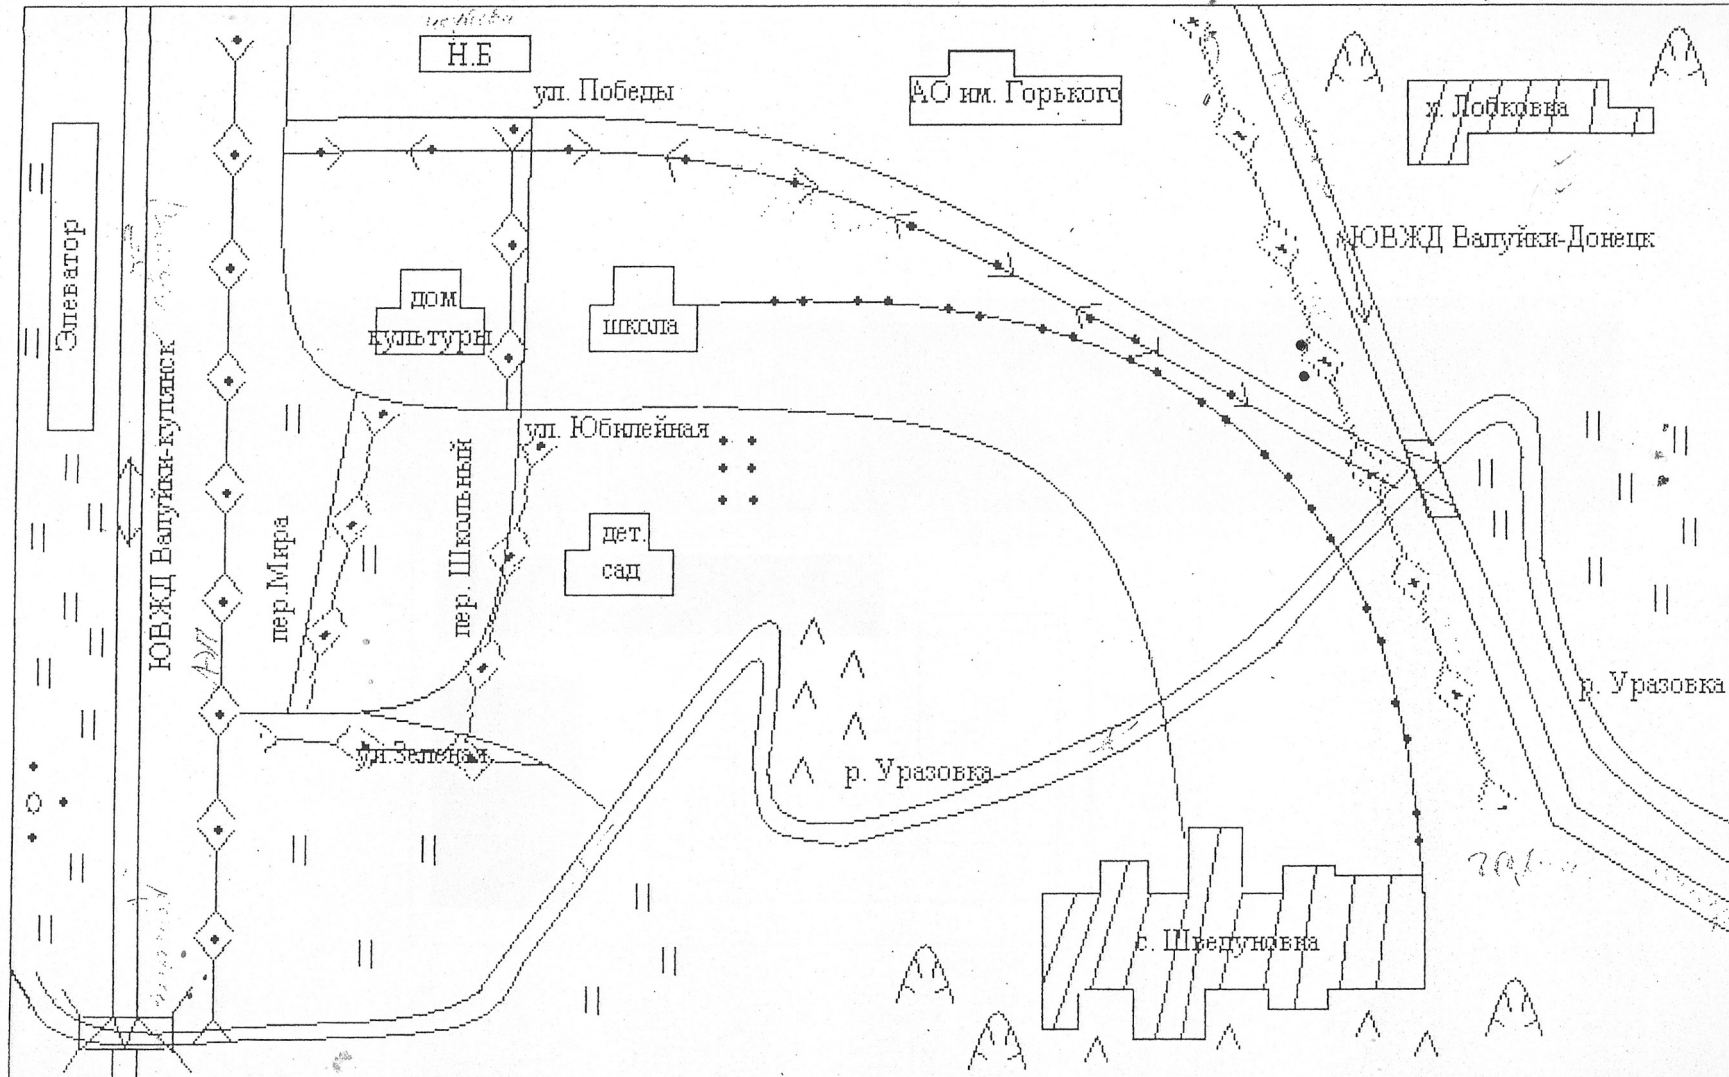 Н.Б
ул. Победы
АО им. Горького
х. Лобковка
Элеватор
ЮВЖД Валуйки-Донецк
дом
культуры
школа
ЮВЖД Валуйки-купянск
ул. Юбилейная
пер. Мира
пер. Школьный
дет.
сад
р. Уразовка
ул. Зеленая
р. Уразовка
с. Шведуновка